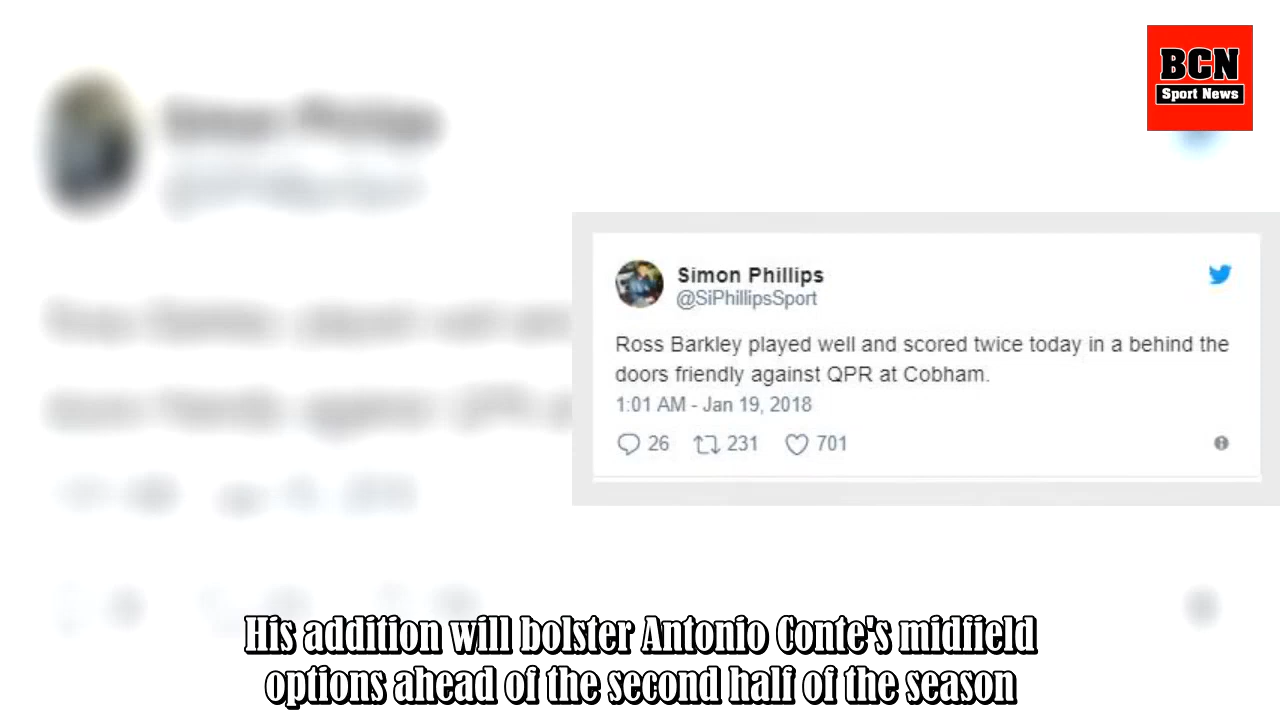 BCN
Sport News
Simon Phillips
@SiPhillipsSport
Ross Barkley played well and scored twice today in a behind the
doors friendly against QPR at Cobham.
1:01 AM - Jan 19, 2018
26 231 701
His addition will bolster Antonio Conte's midfield
options ahead of the second half of the season